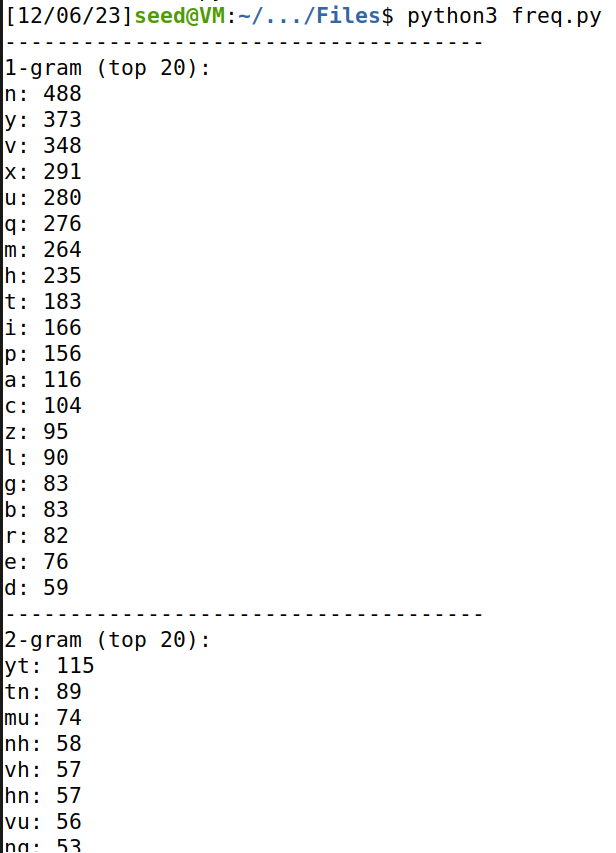 [12/06/23]seed@VM:~/.../Files$ python3 freq.py
-------------------------------------
1-gram (top 20):
n: 488
y: 373
v: 348
x: 291
u: 280
q: 276
m: 264
h: 235
t: 183
i: 166
p: 156
a: 116
c: 104
z: 95
l: 90
g: 83
b: 83
r: 82
e: 76
d: 59
-------------------------------------
2-gram (top 20):
yt: 115
tn: 89
mu: 74
nh: 58
vh: 57
hn: 57
vu: 56
nq: 53